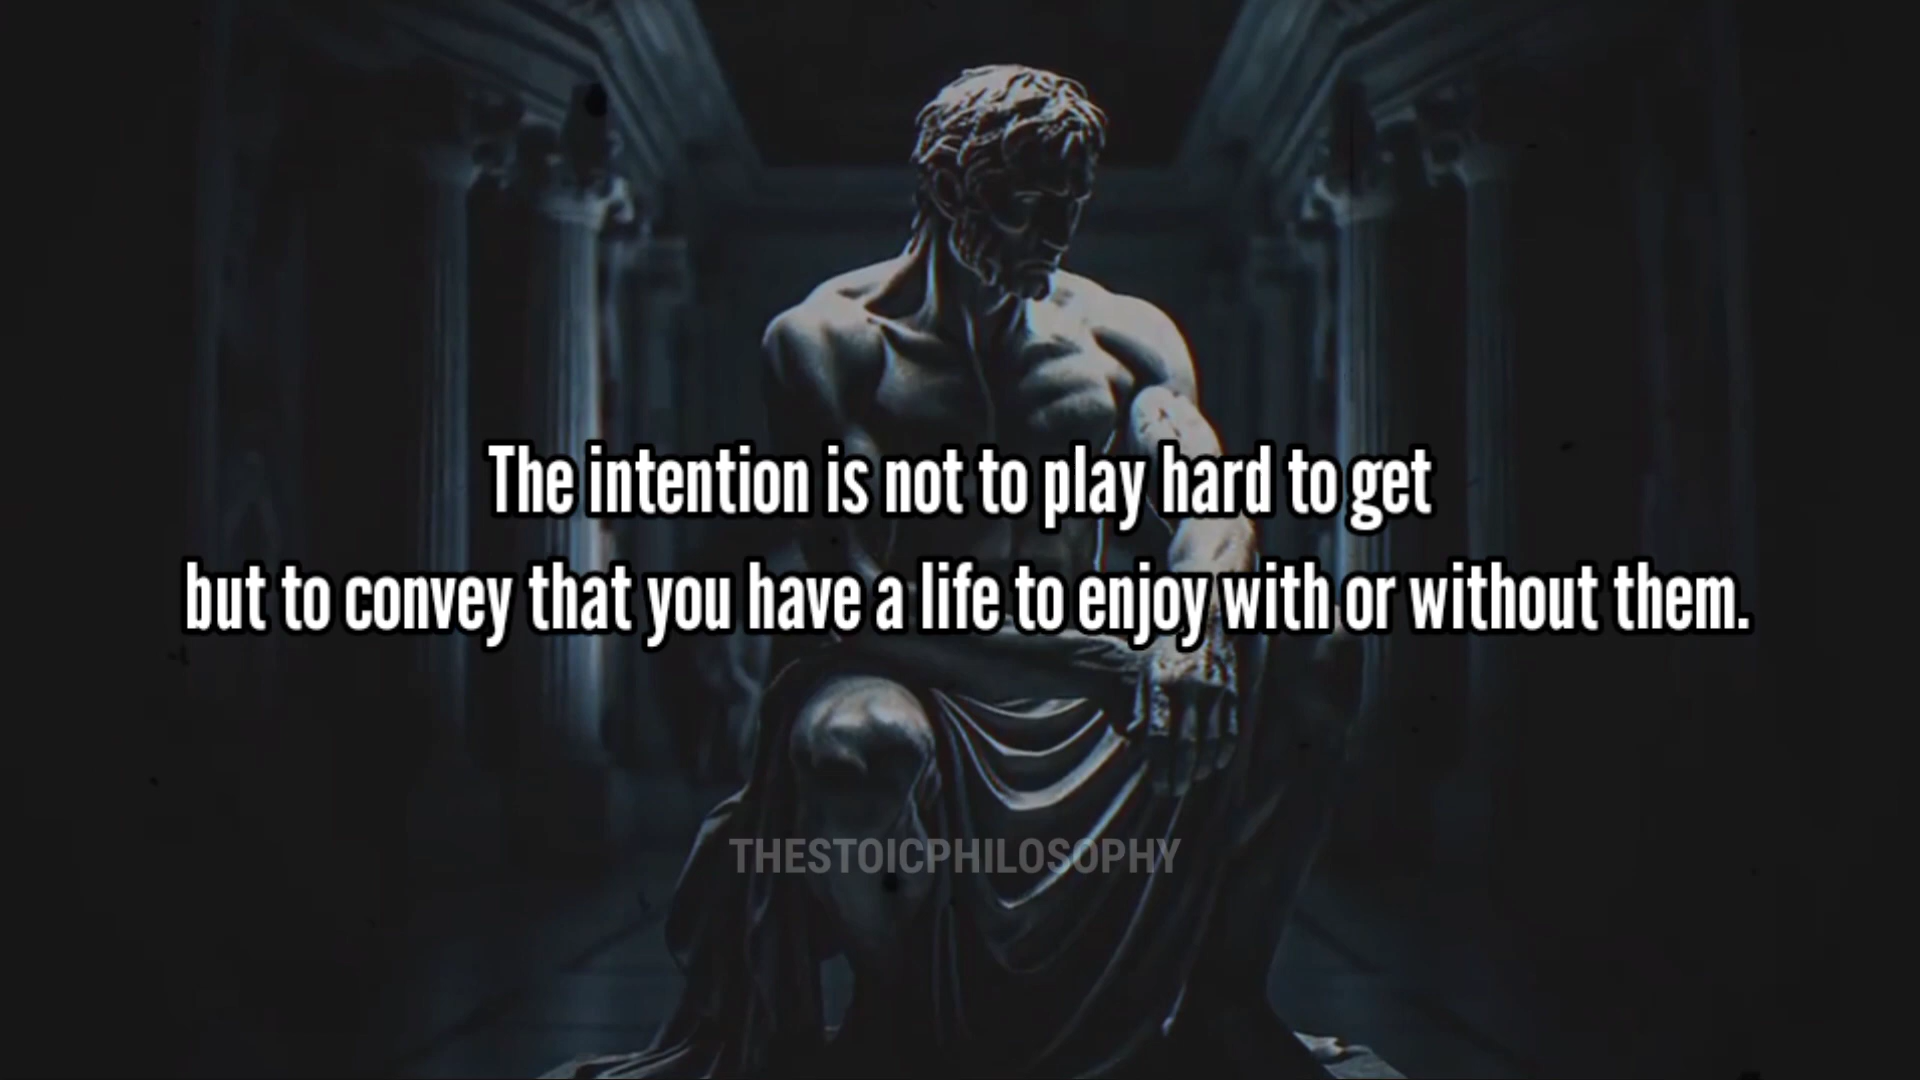 The intention is not to play hard to get
but to convey that you have a life to enjoy with or without them.
THESTOICPHILOSOPHY